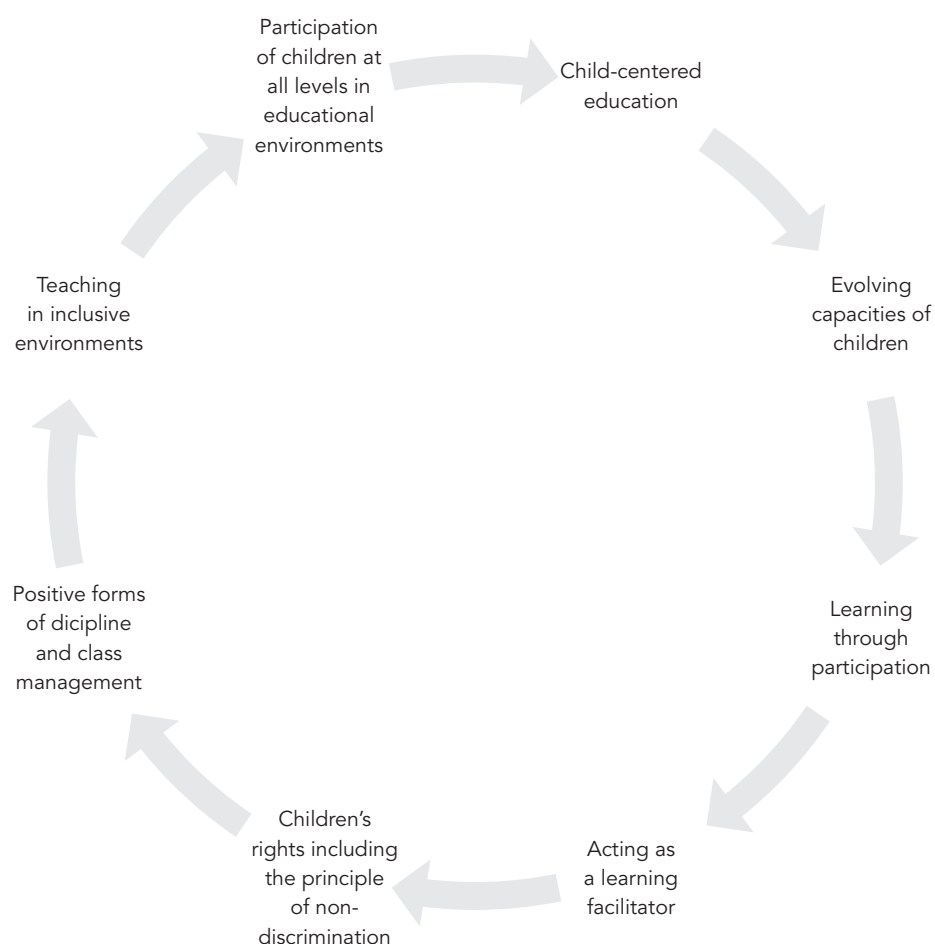 Participation
of children at
all levels in
educational
environments
Child-centered
education
Evolving
capacities of
children
Learning
through
participation
Acting as
a learning
facilitator
Children’s
rights including
the principle
of non-
discrimination
Positive forms
of dicipline
and class
management
Teaching
in inclusive
environments